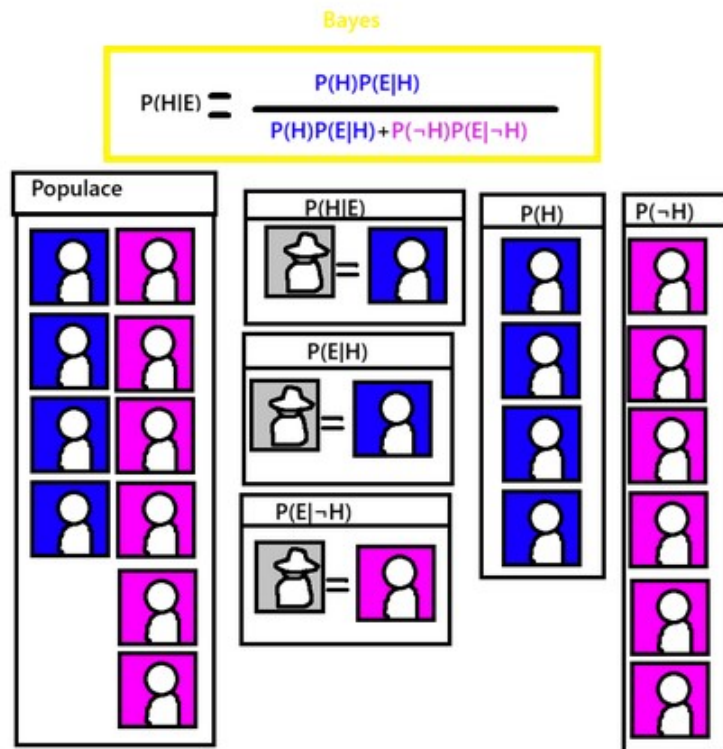 Bayes
P(H)P(E|H)
P(H|E) =
P(H)P(E|H)+P(¬H)P(E|¬H)
Populace
P(H|E)
=
P(E|H)
=
P(E|¬H)
=
P(H)
P(¬H)